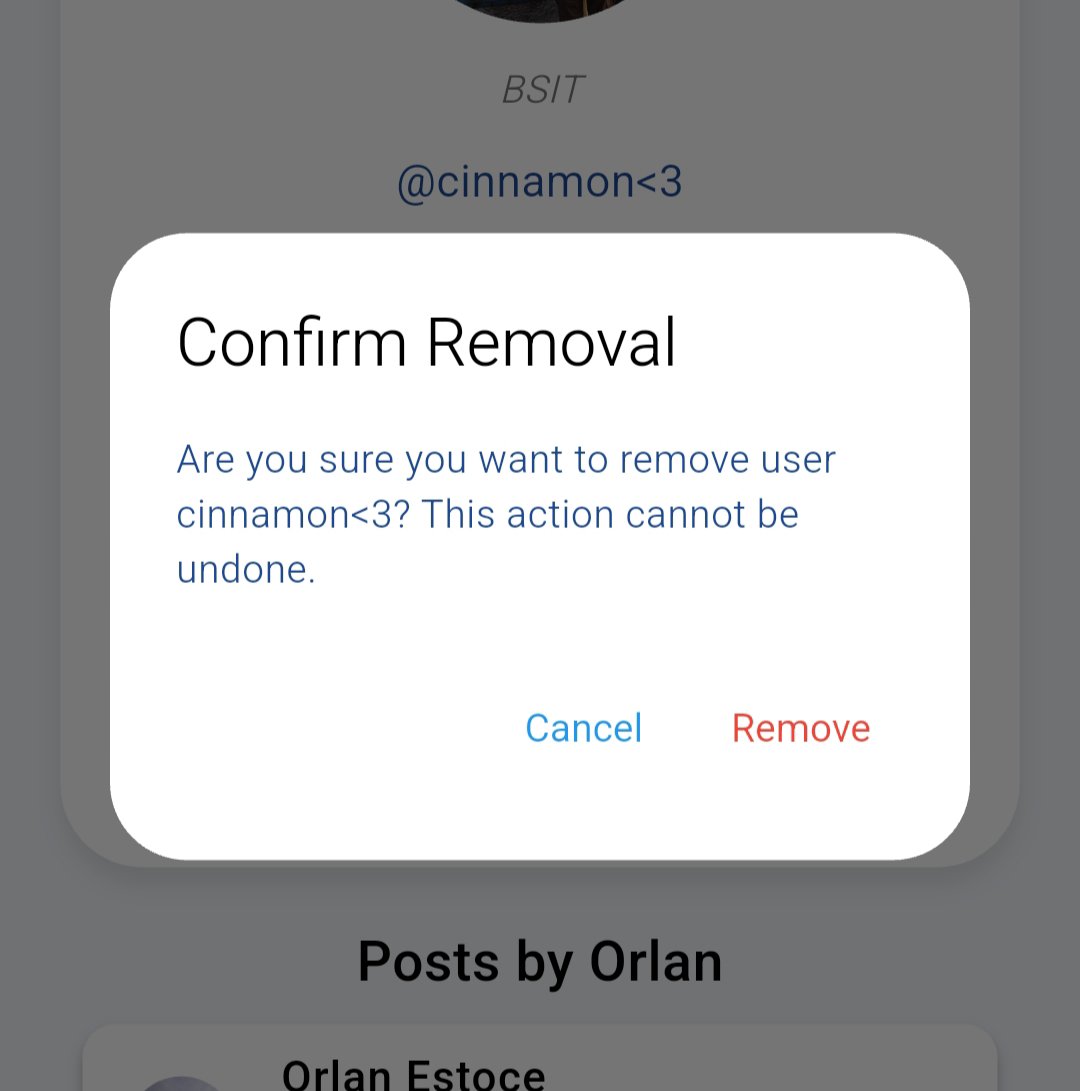 BSIT
@cinnamon<3
Confirm Removal
Are you sure you want to remove user
cinnamon<3? This action cannot be
undone.
Cancel Remove
Posts by Orlan
Orlan Estoce